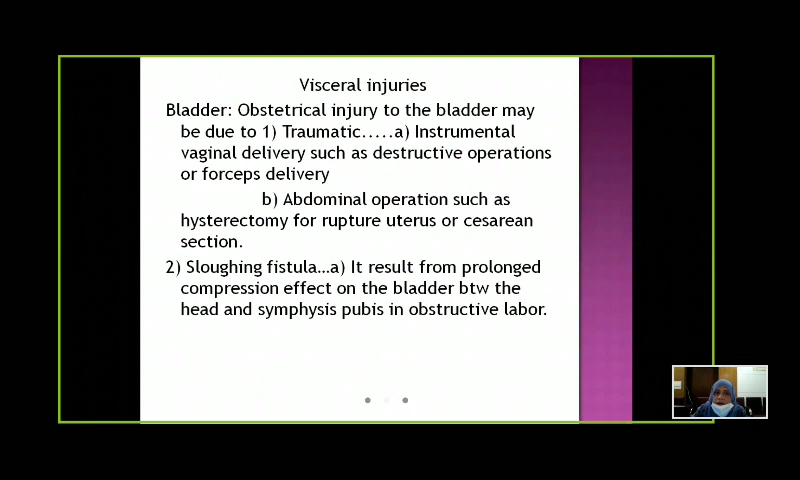 Visceral injuries
Bladder: Obstetrical injury to the bladder may
be due to 1) Traumatic.....a) Instrumental
vaginal delivery such as destructive operations
or forceps delivery
b) Abdominal operation such as
hysterectomy for rupture uterus or cesarean
section.
2) Sloughing fistula...a) It result from prolonged
compression effect on the bladder btw the
head and symphysis pubis in obstructive labor.